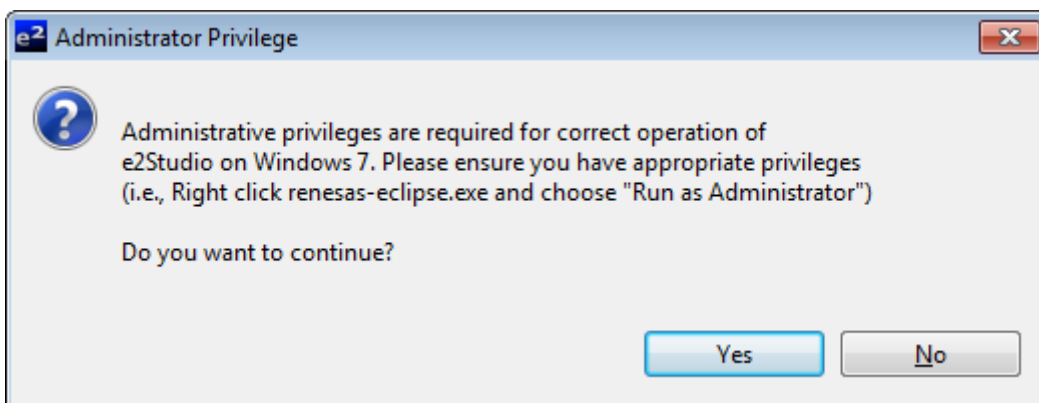 e² Administrator Privilege
?
Administrative privileges are required for correct operation of
e2Studio on Windows 7. Please ensure you have appropriate privileges
(i.e., Right click renesas-eclipse.exe and choose "Run as Administrator")
Do you want to continue?
Yes No